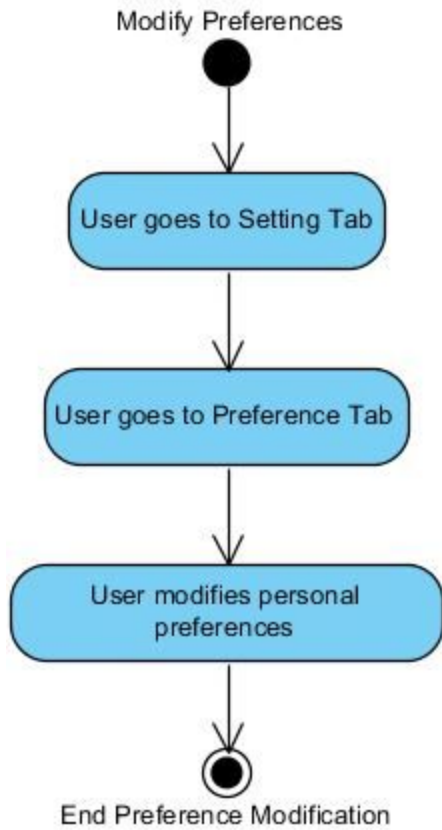 Modify Preferences
User goes to Setting Tab
User goes to Preference Tab
User modifies personal
preferences
End Preference Modification